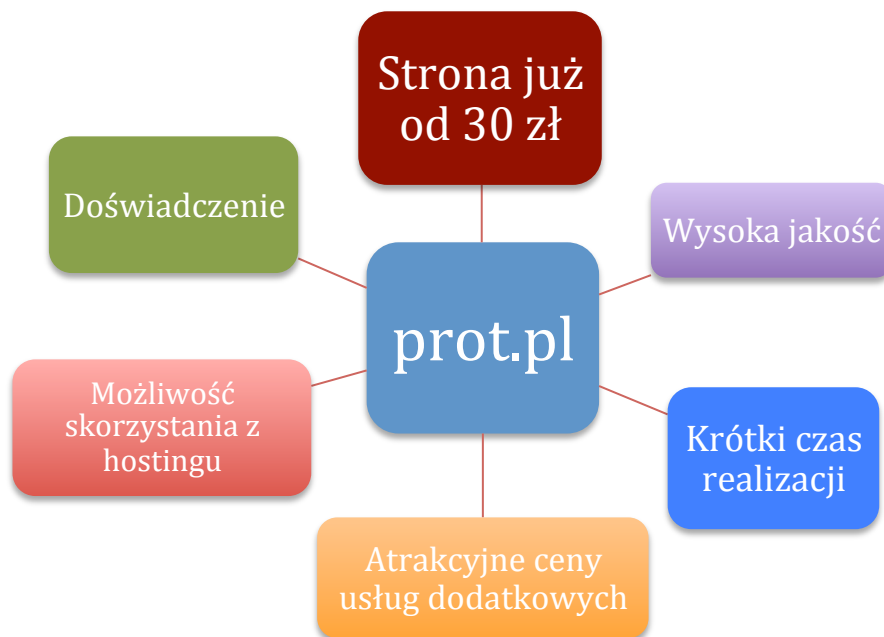 Strona już
od 30 zł
Doświadczenie
Wysoka jakość
prot.pl
Możliwość
skorzystania z
hostingu
Krótki czas
realizacji
Atrakcyjne ceny
usług dodatkowych